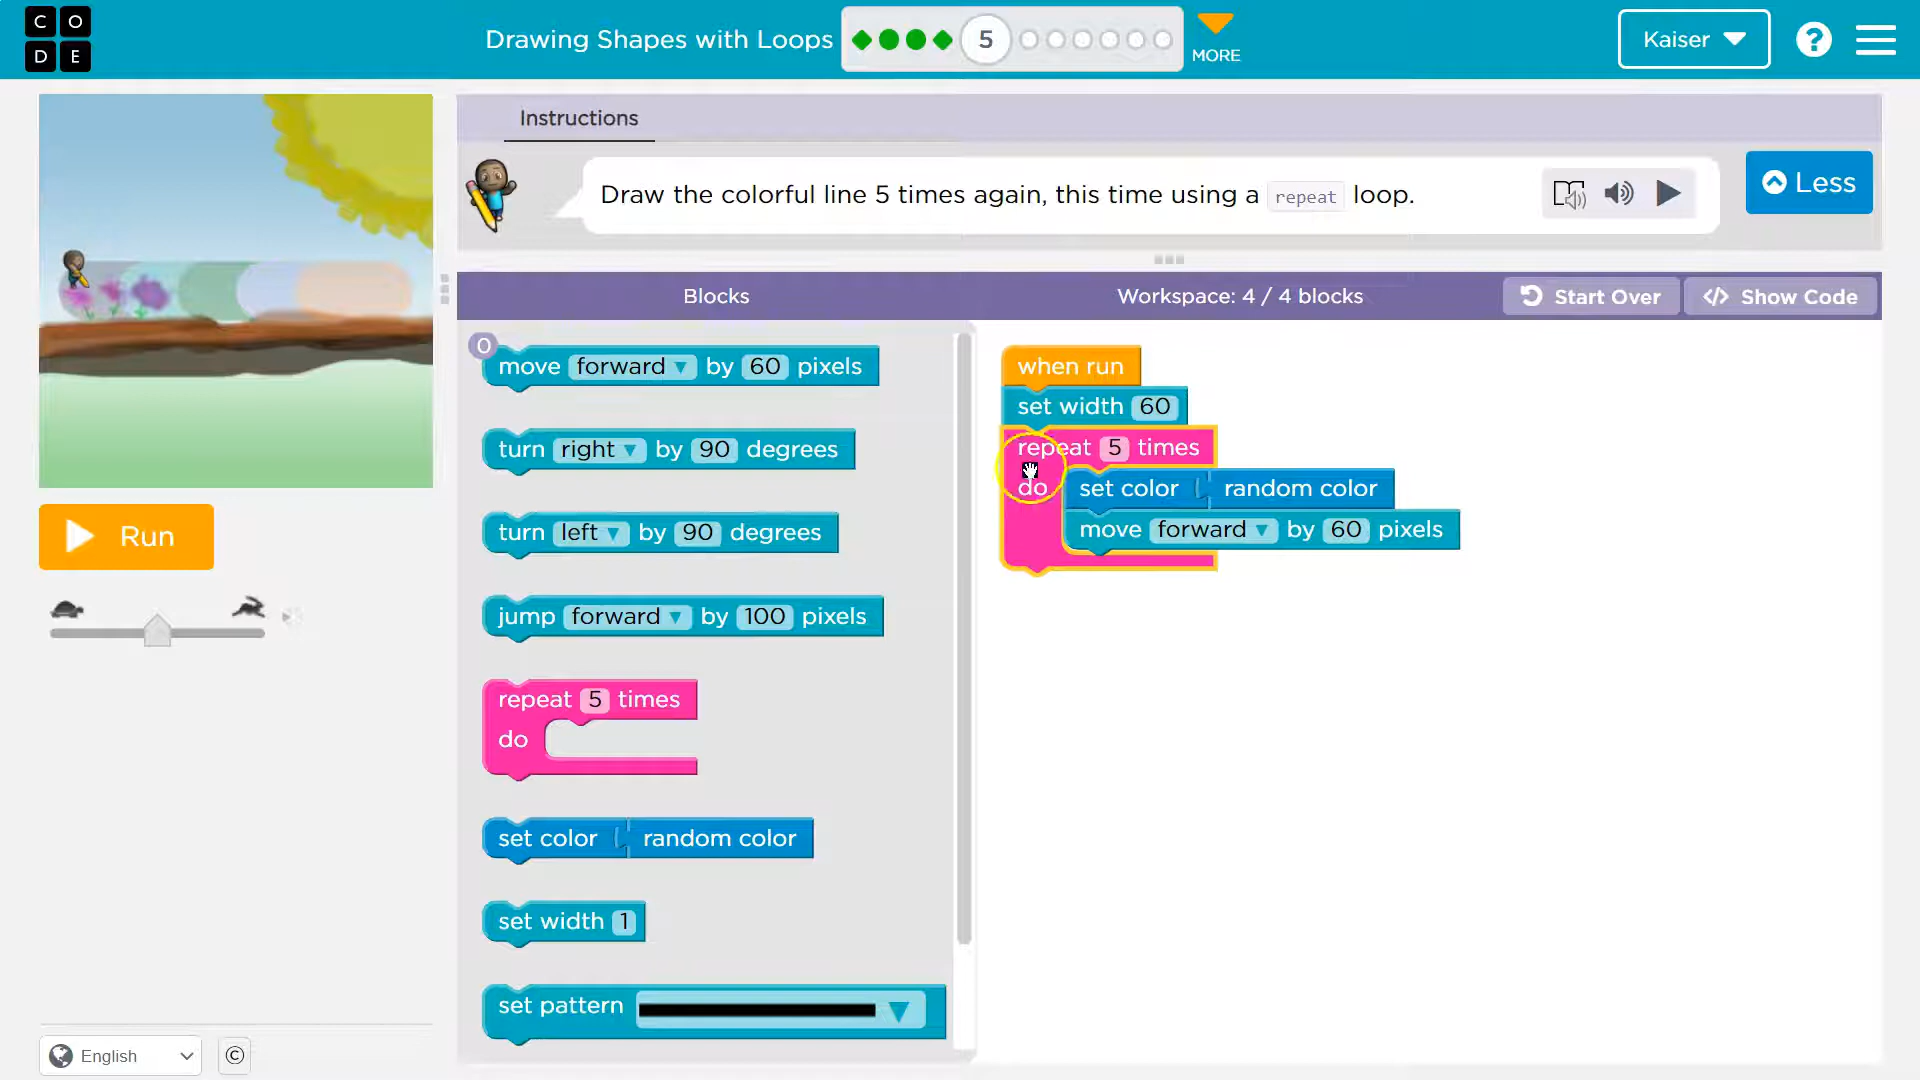 C O D E
Drawing Shapes with Loops
5
MORE
Kaiser
?
Instructions
Draw the colorful line 5 times again, this time using a repeat loop.
Less
Blocks
Workspace: 4 / 4 blocks
Start Over
Show Code
0
move forward by 60 pixels
turn right by 90 degrees
turn left by 90 degrees
jump forward by 100 pixels
repeat 5 times
do
set color random color
set width 1
set pattern
when run
set width 60
repeat 5 times
do
set color random color
move forward by 60 pixels
Run
English
©